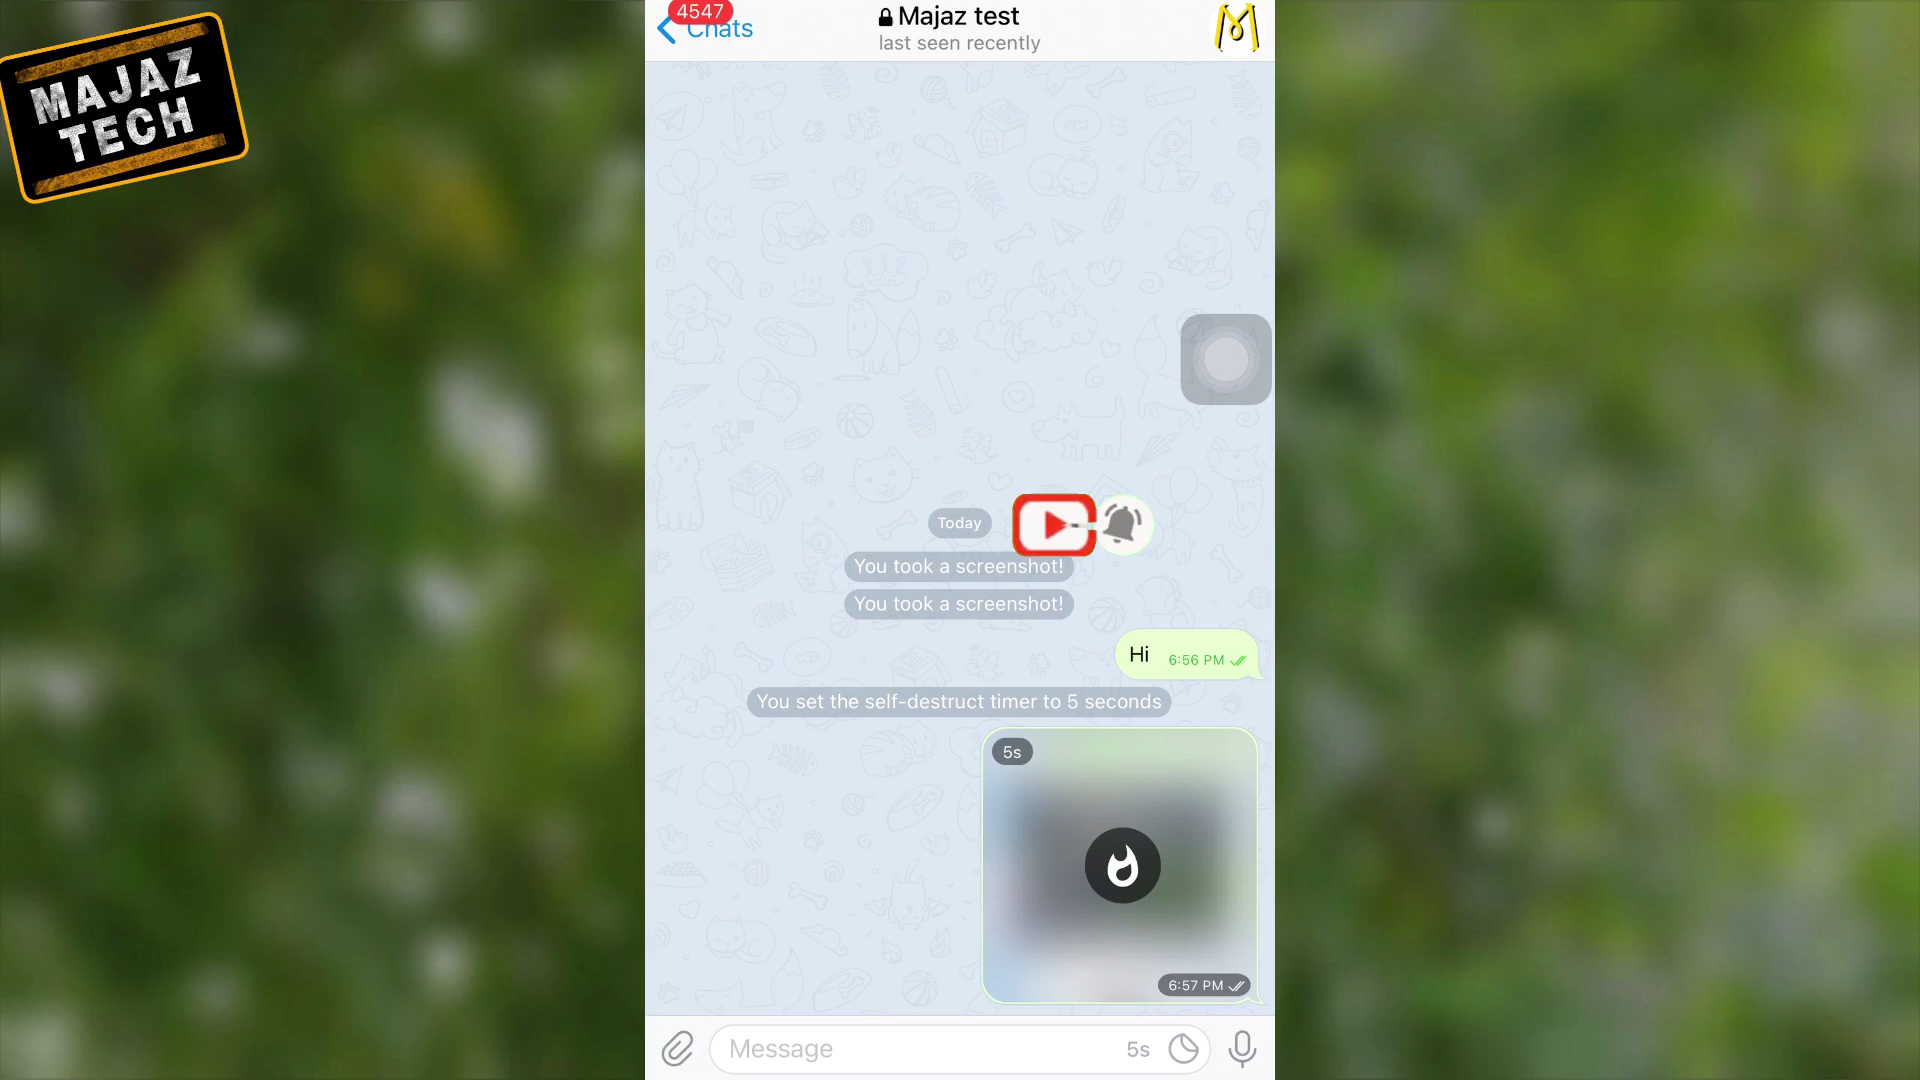 MAJAZ
TECH
4547
Chats
Majaz test
last seen recently
Today
You took a screenshot!
You took a screenshot!
Hi 6:56 PM
You set the self-destruct timer to 5 seconds
5s
6:57 PM
Message 5s